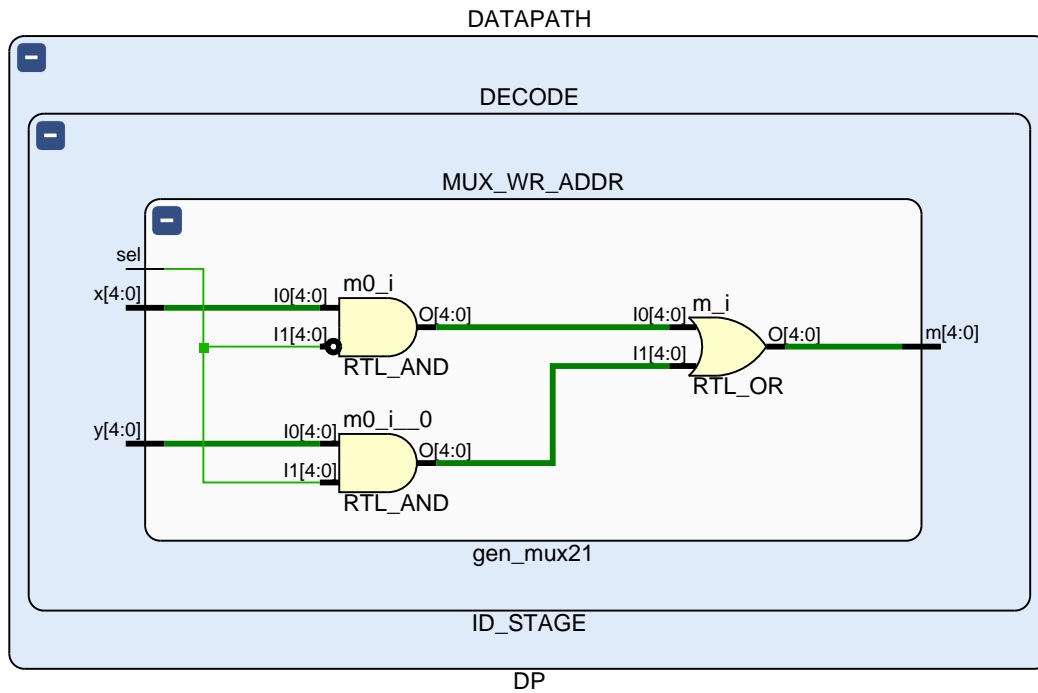 DATAPATH
DECODE
MUX_WR_ADDR
sel
x[4:0]
I0[4:0]
m0_i
O[4:0]
I1[4:0]
RTL_AND
I0[4:0]
m_i
O[4:0]
m[4:0]
I1[4:0]
RTL_OR
y[4:0]
I0[4:0]
m0_i__0
O[4:0]
I1[4:0]
RTL_AND
gen_mux21
ID_STAGE
DP